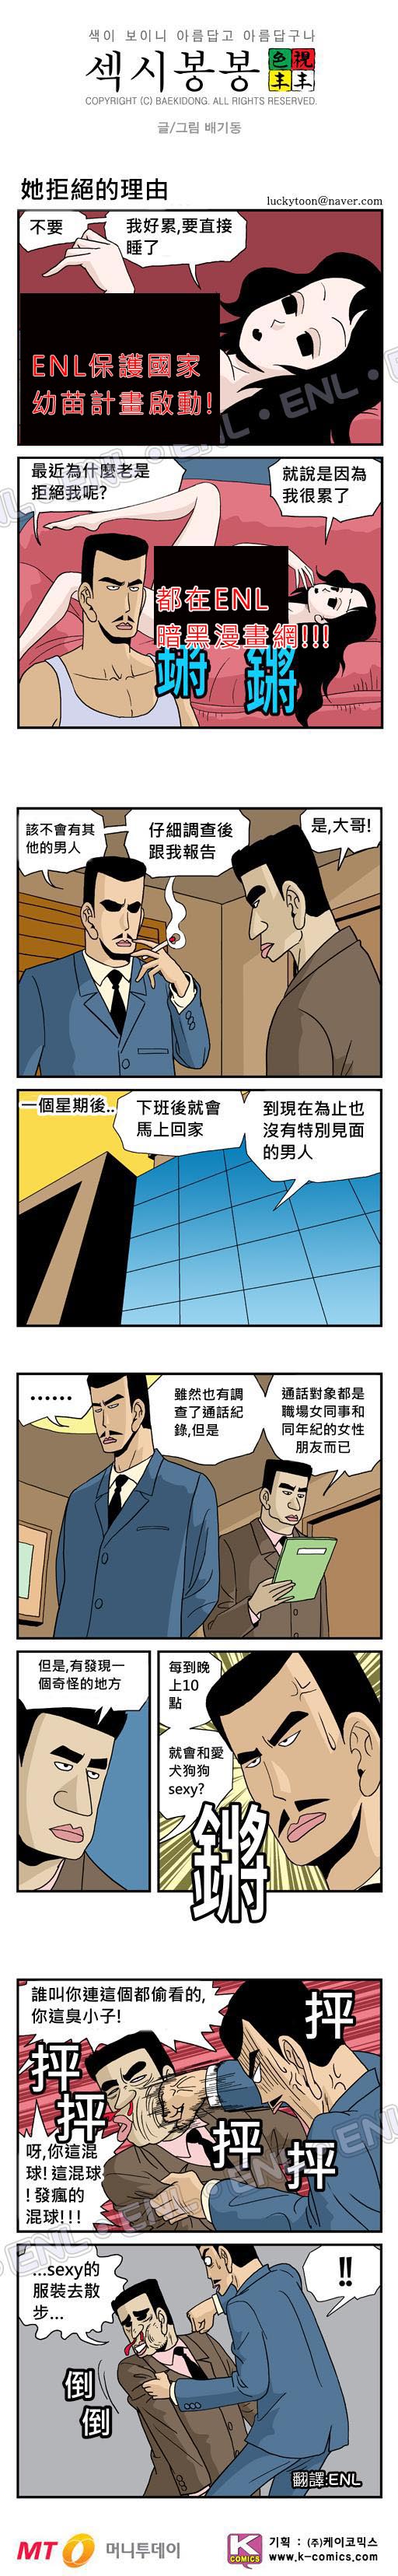 색이 보이니 아름답고 아름답구나
섹시봉봉
色視
丰丰
COPYRIGHT (C) BAEKIDONG. ALL RIGHTS RESERVED.
글/그림 배기동
她拒絕的理由
luckytoon@naver.com
不要
我好累,要直接
睡了
ENL保護國家
幼苗計畫啟動!
ENL • ENL • ENL • ENL
最近為什麼老是
拒絕我呢?
就說是因為
我很累了
都在ENL
暗黑漫畫網!!!
鏘 鏘
該不會有其
他的男人
仔細調查後
跟我報告
是,大哥!
一個星期後..
下班後就會
馬上回家
到現在為止也
沒有特別見面
的男人
......
雖然也有調
查了通話紀
錄,但是
通話對象都是
職場女同事和
同年紀的女性
朋友而已
但是,有發現一
個奇怪的地方
每到晚
上10
點
就會和愛
犬狗狗
sexy?
鏘
誰叫你連這個都偷看的,
你這臭小子!
抨
抨
抨
抨
抨
呀,你這混
球!這混球
!發瘋的
混球!!!
ENL • ENL • ENL • ENL
...sexy的
服裝去散
步...
!!
倒
倒
翻譯:ENL
MT 머니투데이
K COMICS
기획 : (주)케이코믹스
www.k-comics.com